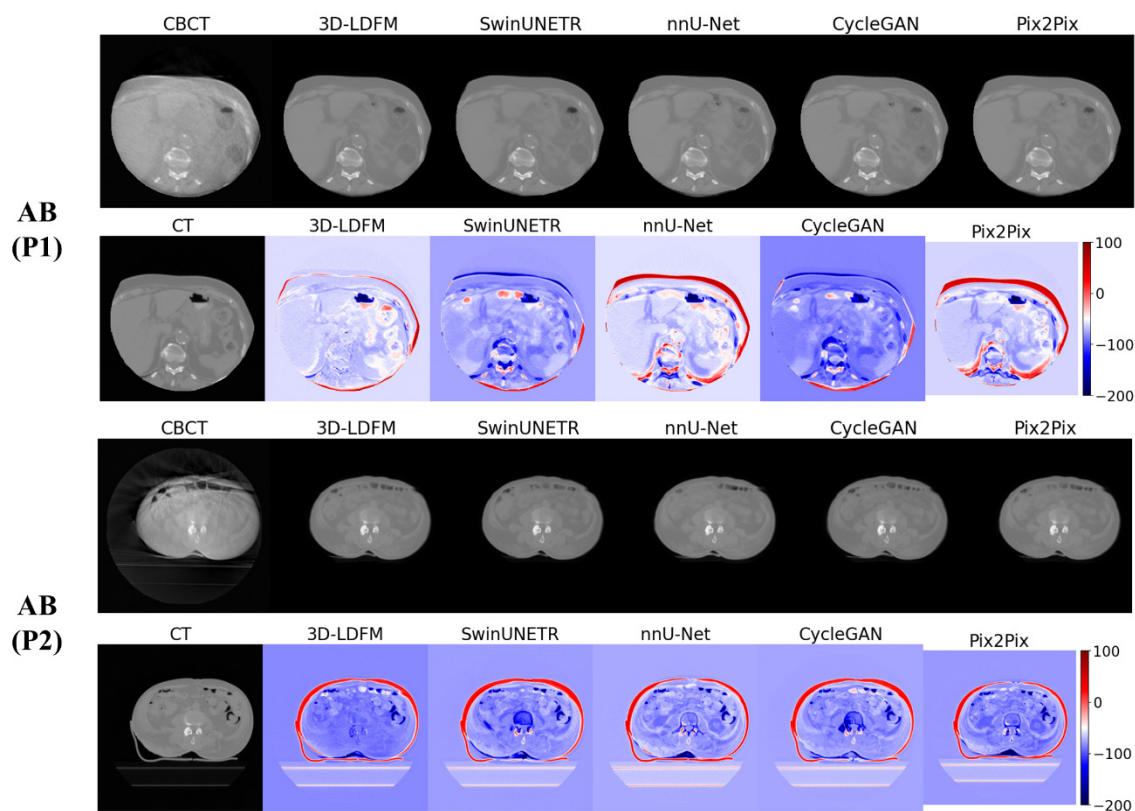 CBCT 3D-LDFM SwinUNETR nnU-Net CycleGAN Pix2Pix
AB
(P1)
CT 3D-LDFM SwinUNETR nnU-Net CycleGAN Pix2Pix
100
0
−100
−200
CBCT 3D-LDFM SwinUNETR nnU-Net CycleGAN Pix2Pix
AB
(P2)
CT 3D-LDFM SwinUNETR nnU-Net CycleGAN Pix2Pix
100
0
−100
−200